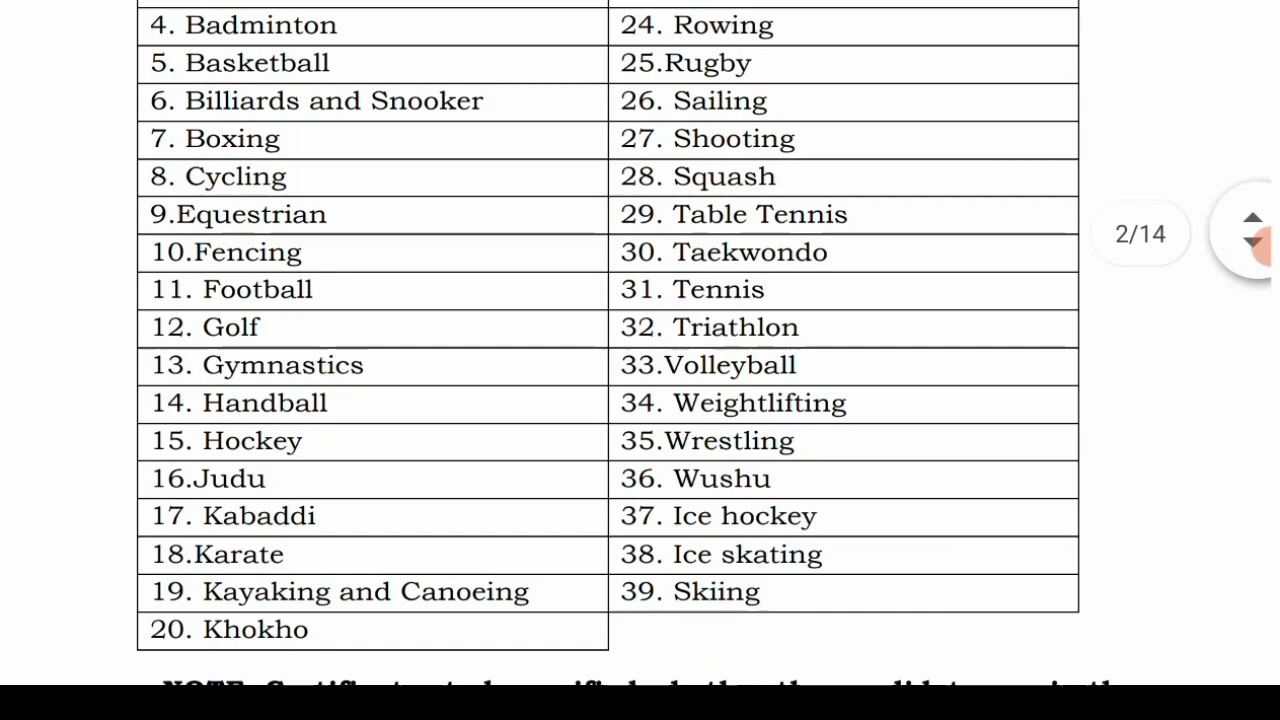 4. Badminton
24. Rowing
5. Basketball
25.Rugby
6. Billiards and Snooker
26. Sailing
7. Boxing
27. Shooting
8. Cycling
28. Squash
9.Equestrian
29. Table Tennis
10.Fencing
30. Taekwondo
11. Football
31. Tennis
12. Golf
32. Triathlon
13. Gymnastics
33.Volleyball
14. Handball
34. Weightlifting
15. Hockey
35.Wrestling
16.Judu
36. Wushu
17. Kabaddi
37. Ice hockey
18.Karate
38. Ice skating
19. Kayaking and Canoeing
39. Skiing
20. Khokho
2/14